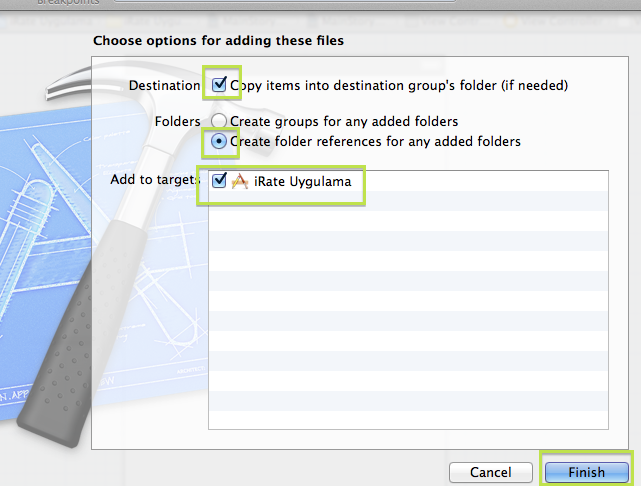 Breakpoints
Choose options for adding these files
Destination
Copy items into destination group's folder (if needed)
Folders
Create groups for any added folders
Create folder references for any added folders
Add to targets
iRate Uygulama
Cancel
Finish